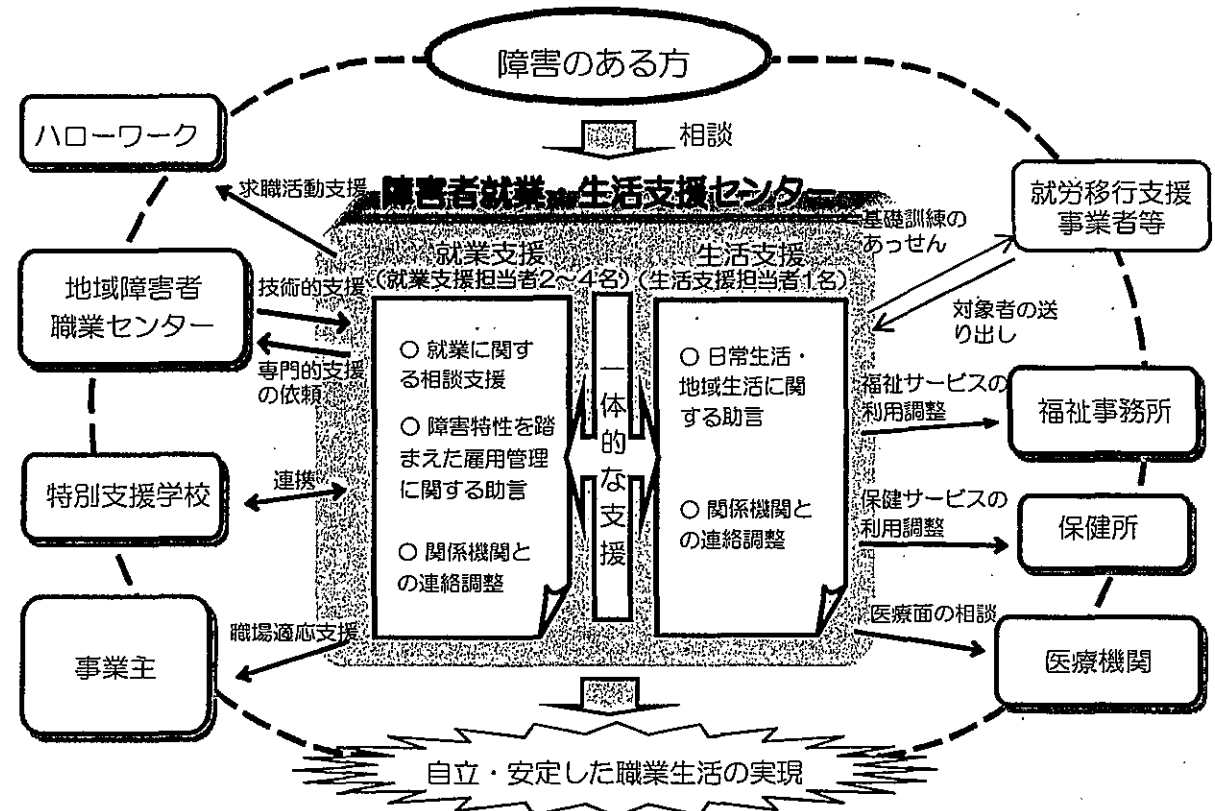 障害のある方
相談
ハローワーク
求職活動支援
障害者就業・生活支援センター
就労移行支援
事業者等
基礎訓練の
あっせん
対象者の送
り出し
地域障害者
職業センター
技術的支援
専門的支援
の依頼
就業支援
(就業支援担当者2~4名)
生活支援
(生活支援担当者1名)
○ 就業に関す
る相談支援
○ 障害特性を踏
まえた雇用管理
に関する助言
○ 関係機関と
の連絡調整
一体的な支援
○ 日常生活・
地域生活に関
する助言
○ 関係機関と
の連絡調整
福祉サービスの
利用調整
福祉事務所
特別支援学校
連携
保健サービスの
利用調整
保健所
事業主
職場適応支援
医療面の相談
医療機関
自立・安定した職業生活の実現